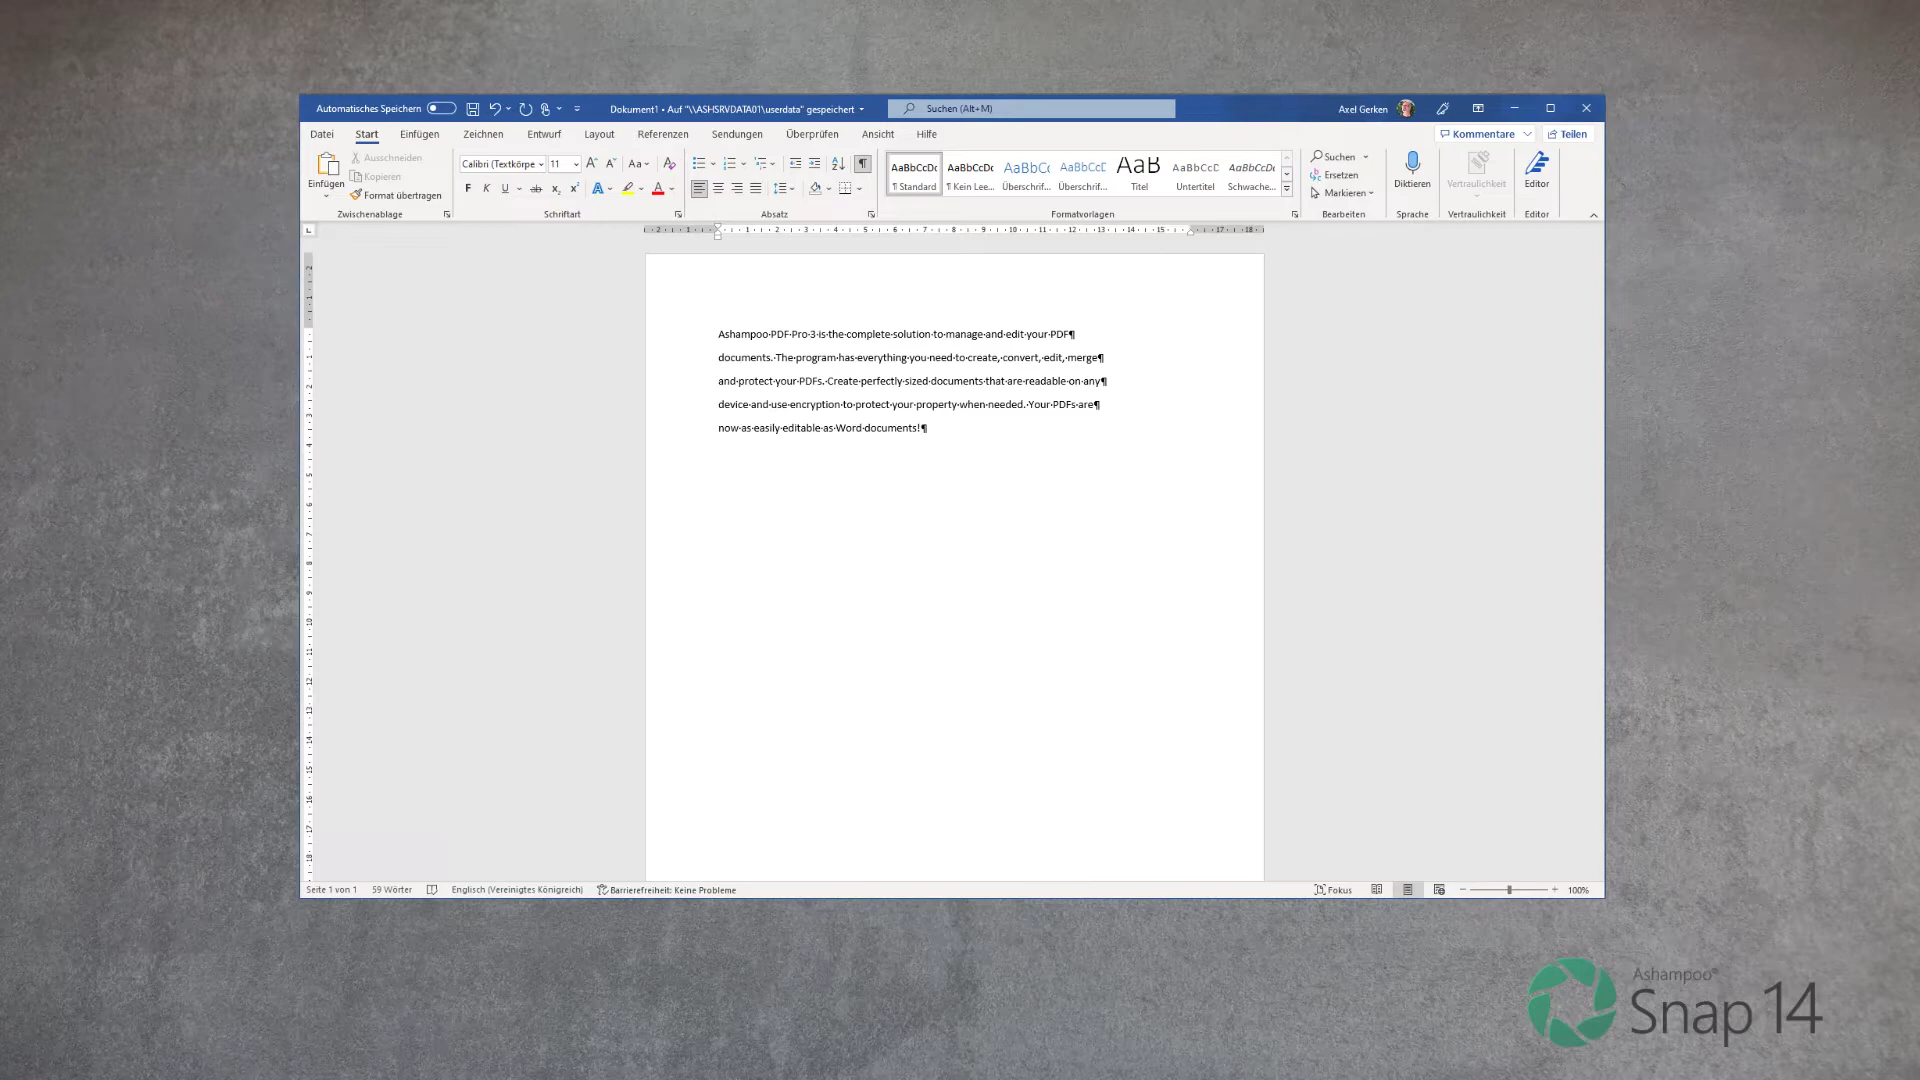 Automatisches Speichern
Dokument1 • Auf "\\ASHSRVDATA01\userdata" gespeichert
Suchen (Alt+M)
Axel Gerken
Datei Start Einfügen Zeichnen Entwurf Layout Referenzen Sendungen Überprüfen Ansicht Hilfe
Kommentare Teilen
Einfügen
Ausschneiden
Kopieren
Format übertragen
Zwischenablage
Calibri (Textkörpe 11
Schriftart
Absatz
AaBbCcDc AaBbCcDc AaBbCc AaBbCcD AaB AaBbCcD AaBbCcDc
¶ Standard ¶ Kein Lee... Überschrif... Überschrif... Titel Untertitel Schwache...
Formatvorlagen
Suchen
Ersetzen
Markieren
Bearbeiten
Diktieren
Sprache
Vertraulichkeit
Vertraulichkeit
Editor
Editor
Ashampoo·PDF·Pro·3·is·the·complete·solution·to·manage·and·edit·your·PDF¶
documents.·The·program·has·everything·you·need·to·create,·convert,·edit,·merge¶
and·protect·your·PDFs.·Create·perfectly·sized·documents·that·are·readable·on·any¶
device·and·use·encryption·to·protect·your·property·when·needed.·Your·PDFs·are¶
now·as·easily·editable·as·Word·documents!¶
Seite 1 von 1 59 Wörter Englisch (Vereinigtes Königreich) Barrierefreiheit: Keine Probleme
Fokus 100%
Ashampoo®
Snap 14